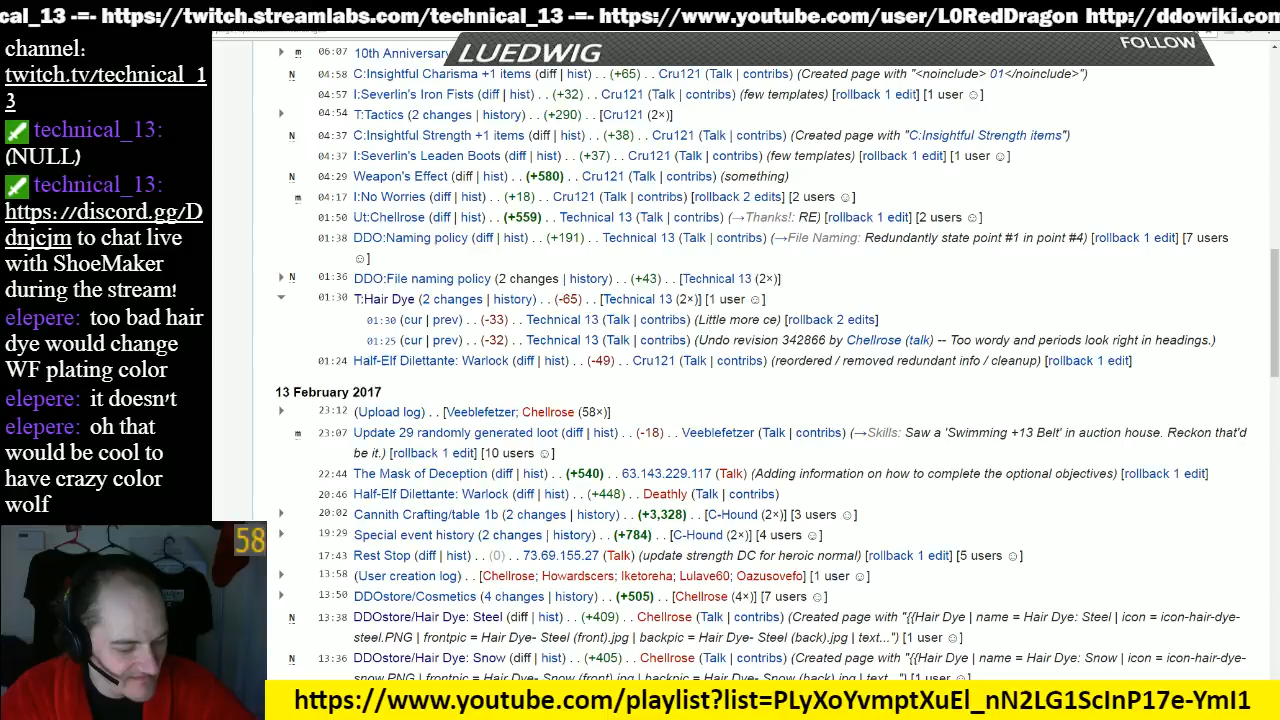 cal_13 -=- https://twitch.streamlabs.com/technical_13 -=- https://www.youtube.com/user/L0RedDragon http://ddowiki.com
channel:
twitch.tv/technical_1
3
technical_13:
(NULL)
technical_13:
https://discord.gg/D
dnjcjm to chat live
with ShoeMaker
during the stream!
elepere: too bad hair
dye would change
WF plating color
elepere: it doesn't
elepere: oh that
would be cool to
have crazy color
wolf
58
LUEDWIG
FOLLOW
m 06:07 10th Anniversary
N 04:58 C:Insightful Charisma +1 items (diff | hist) . . (+65) . . Cru121 (Talk | contribs) (Created page with "<noinclude> 01</noinclude>")
04:57 I:Severlin's Iron Fists (diff | hist) . . (+32) . . Cru121 (Talk | contribs) (few templates) [rollback 1 edit] [1 user ☺]
04:54 T:Tactics (2 changes | history) . . (+290) . . [Cru121 (2×)]
N 04:37 C:Insightful Strength +1 items (diff | hist) . . (+38) . . Cru121 (Talk | contribs) (Created page with "C:Insightful Strength items")
04:37 I:Severlin's Leaden Boots (diff | hist) . . (+37) . . Cru121 (Talk | contribs) (few templates) [rollback 1 edit] [1 user ☺]
N 04:29 Weapon's Effect (diff | hist) . . (+580) . . Cru121 (Talk | contribs) (something)
m 04:17 I:No Worries (diff | hist) . . (+18) . . Cru121 (Talk | contribs) [rollback 2 edits] [2 users ☺]
01:50 Ut:Chellrose (diff | hist) . . (+559) . . Technical 13 (Talk | contribs) (→Thanks!: RE) [rollback 1 edit] [2 users ☺]
01:38 DDO:Naming policy (diff | hist) . . (+191) . . Technical 13 (Talk | contribs) (→File Naming: Redundantly state point #1 in point #4) [rollback 1 edit] [7 users
☺]
N 01:36 DDO:File naming policy (2 changes | history) . . (+43) . . [Technical 13 (2×)]
01:30 T:Hair Dye (2 changes | history) . . (-65) . . [Technical 13 (2×)] [1 user ☺]
01:30 (cur | prev) . . (-33) . . Technical 13 (Talk | contribs) (Little more ce) [rollback 2 edits]
01:25 (cur | prev) . . (-32) . . Technical 13 (Talk | contribs) (Undo revision 342866 by Chellrose (talk) -- Too wordy and periods look right in headings.)
01:24 Half-Elf Dilettante: Warlock (diff | hist) . . (-49) . . Cru121 (Talk | contribs) (reordered / removed redundant info / cleanup) [rollback 1 edit]
13 February 2017
23:12 (Upload log) . . [Veeblefetzer; Chellrose (58×)]
m 23:07 Update 29 randomly generated loot (diff | hist) . . (-18) . . Veeblefetzer (Talk | contribs) (→Skills: Saw a 'Swimming +13 Belt' in auction house. Reckon that'd
be it.) [rollback 1 edit] [10 users ☺]
22:44 The Mask of Deception (diff | hist) . . (+540) . . 63.143.229.117 (Talk) (Adding information on how to complete the optional objectives) [rollback 1 edit]
20:46 Half-Elf Dilettante: Warlock (diff | hist) . . (+448) . . Deathly (Talk | contribs)
20:02 Cannith Crafting/table 1b (2 changes | history) . . (+3,328) . . [C-Hound (2×)] [3 users ☺]
19:29 Special event history (2 changes | history) . . (+784) . . [C-Hound (2×)] [4 users ☺]
17:43 Rest Stop (diff | hist) . . (0) . . 73.69.155.27 (Talk) (update strength DC for heroic normal) [rollback 1 edit] [5 users ☺]
13:58 (User creation log) . . [Chellrose; Howardscers; Iketoreha; Lulave60; Oazusovefo] [1 user ☺]
13:50 DDOstore/Cosmetics (4 changes | history) . . (+505) . . [Chellrose (4×)] [7 users ☺]
N 13:38 DDOstore/Hair Dye: Steel (diff | hist) . . (+409) . . Chellrose (Talk | contribs) (Created page with "{{Hair Dye | name = Hair Dye: Steel | icon = icon-hair-dye-
steel.PNG | frontpic = Hair Dye- Steel (front).jpg | backpic = Hair Dye- Steel (back).jpg | text...") [1 user ☺]
N 13:36 DDOstore/Hair Dye: Snow (diff | hist) . . (+405) . . Chellrose (Talk | contribs) (Created page with "{{Hair Dye | name = Hair Dye: Snow | icon = icon-hair-dye-
snow.PNG | frontpic = Hair Dye- Snow (front).jpg | backpic = Hair Dye- Snow (back).jpg | text...") [1 user ☺]
https://www.youtube.com/playlist?list=PLyXoYvmptXuEl_nN2LG1ScInP17e-YmI1